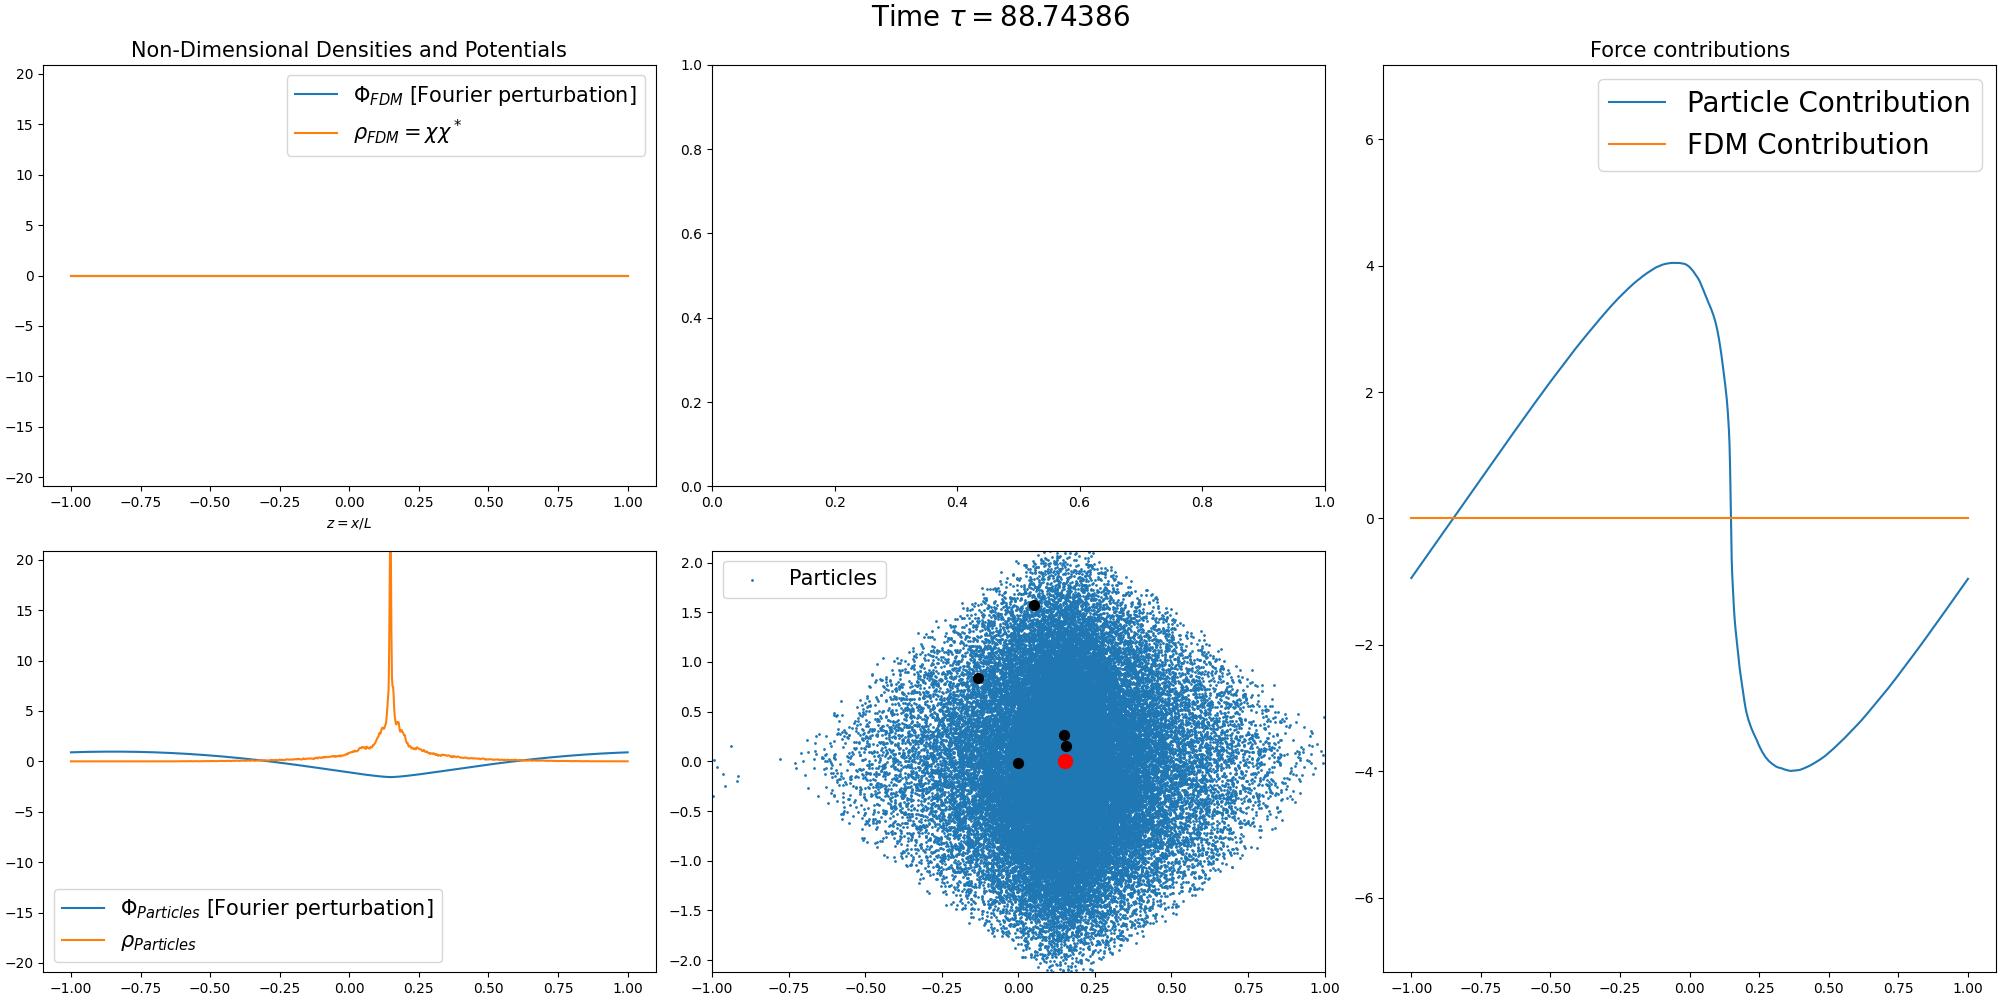 Time τ = 88.74386
Non-Dimensional Densities and Potentials
20
15
10
5
0
−5
−10
−15
−20
Φ_FDM [Fourier perturbation]
ρ_FDM = χχ*
−1.00 −0.75 −0.50 −0.25 0.00 0.25 0.50 0.75 1.00
z = x/L
1.0
0.8
0.6
0.4
0.2
0.0
0.0 0.2 0.4 0.6 0.8 1.0
Force contributions
6
4
2
0
−2
−4
−6
Particle Contribution
FDM Contribution
−1.00 −0.75 −0.50 −0.25 0.00 0.25 0.50 0.75 1.00
20
15
10
5
0
−5
−10
−15
−20
Φ_Particles [Fourier perturbation]
ρ_Particles
−1.00 −0.75 −0.50 −0.25 0.00 0.25 0.50 0.75 1.00
2.0
1.5
1.0
0.5
0.0
−0.5
−1.0
−1.5
−2.0
Particles
−1.00 −0.75 −0.50 −0.25 0.00 0.25 0.50 0.75 1.00